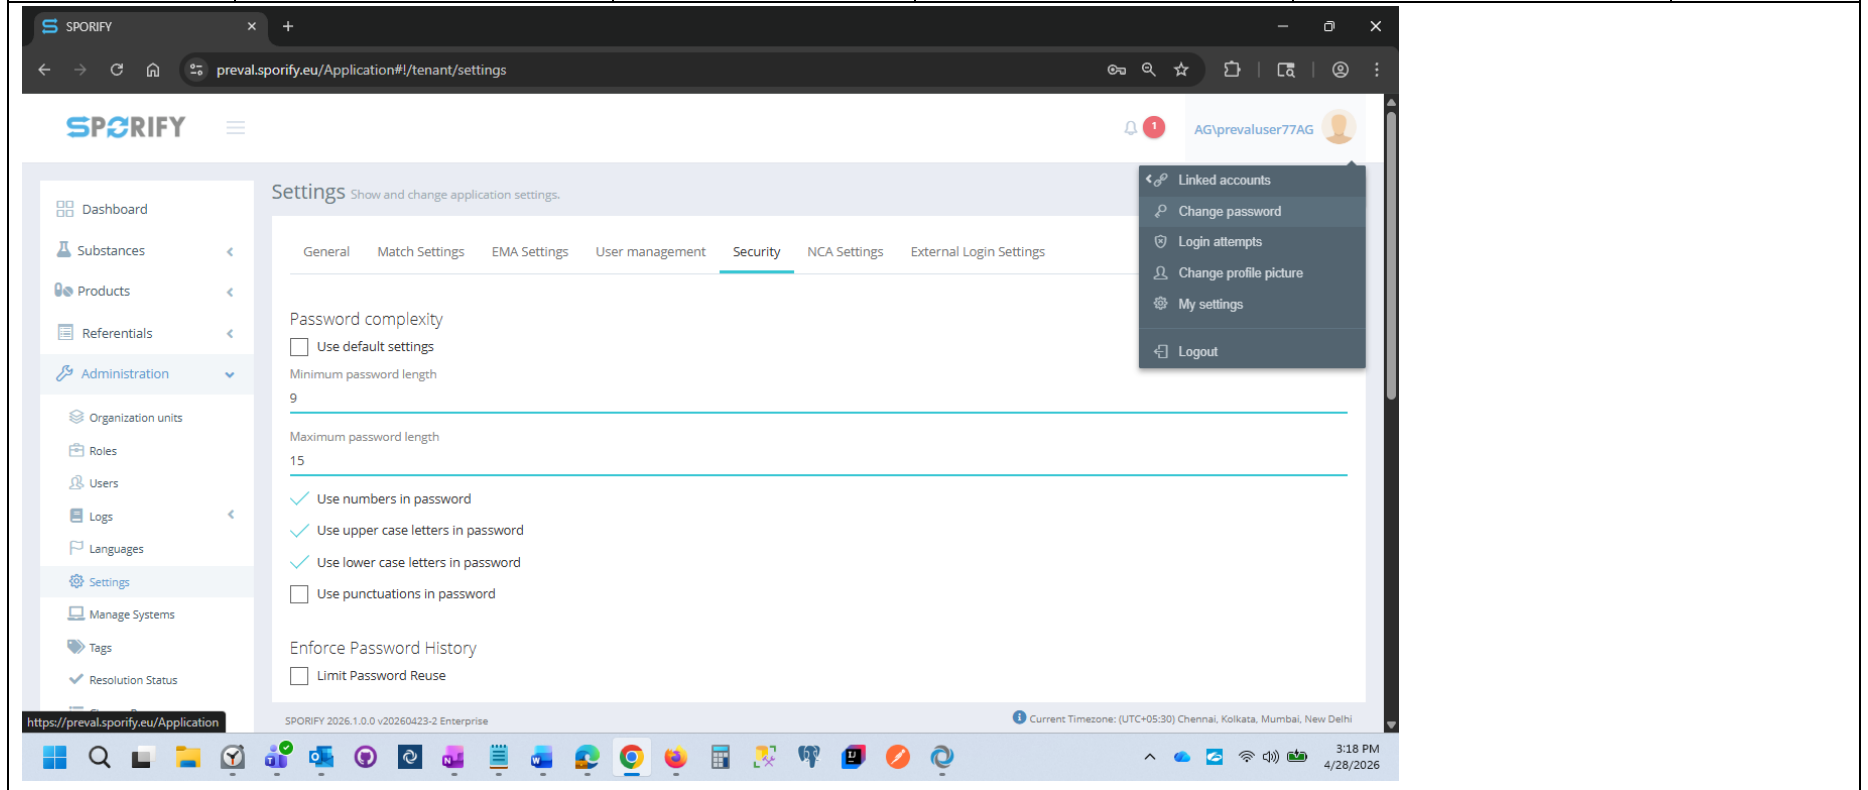 SPORIFY
preval.sporify.eu/Application#!/tenant/settings
SPORIFY
1
AG\prevaluser77AG
Linked accounts
Change password
Login attempts
Change profile picture
My settings
Logout
Dashboard
Substances
Products
Referentials
Administration
Organization units
Roles
Users
Logs
Languages
Settings
Manage Systems
Tags
Resolution Status
https://preval.sporify.eu/Application
Settings Show and change application settings.
General Match Settings EMA Settings User management Security NCA Settings External Login Settings
Password complexity
Use default settings
Minimum password length
9
Maximum password length
15
Use numbers in password
Use upper case letters in password
Use lower case letters in password
Use punctuations in password
Enforce Password History
Limit Password Reuse
SPORIFY 2026.1.0.0 v20260423-2 Enterprise
Current Timezone: (UTC+05:30) Chennai, Kolkata, Mumbai, New Delhi
3:18 PM
4/28/2026